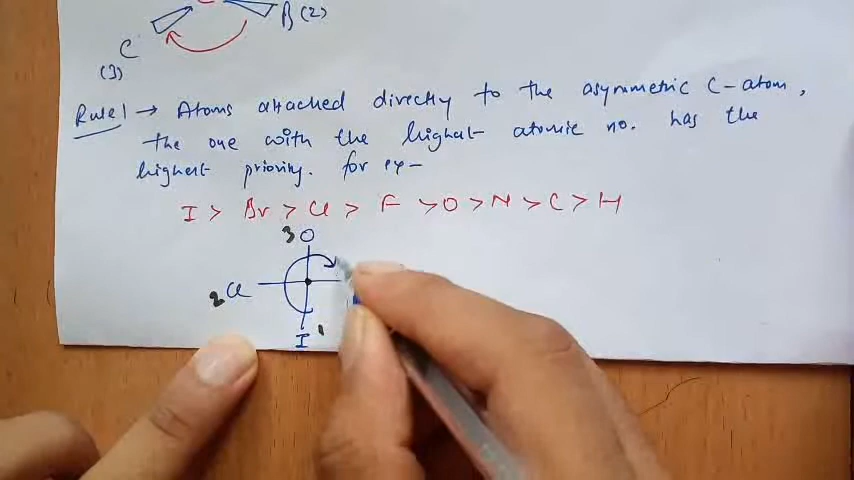 B (2)
C
(3)
Rule 1 → Atoms attached directly to the asymmetric C-atom,
the one with the highest atomic no. has the
highest priority. for ex-
I > Br > Cl > F > O > N > C > H
3 O
2 Cl
I 1